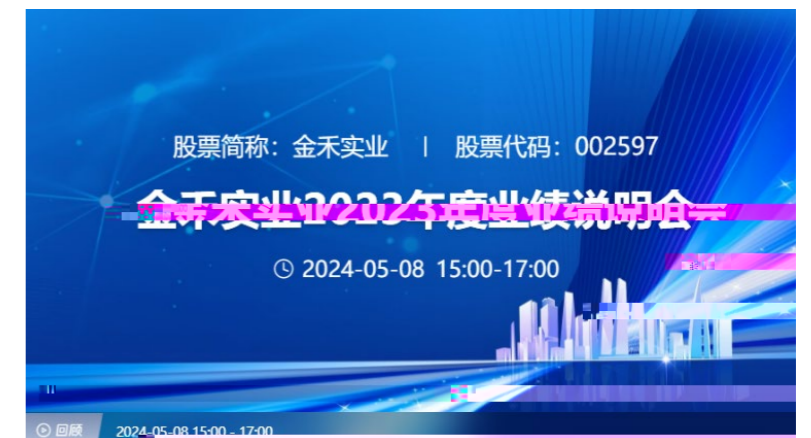 股票简称：金禾实业 | 股票代码：002597
金禾实业2023年度业绩说明会
2024-05-08 15:00-17:00
回顾 2024-05-08 15:00 - 17:00